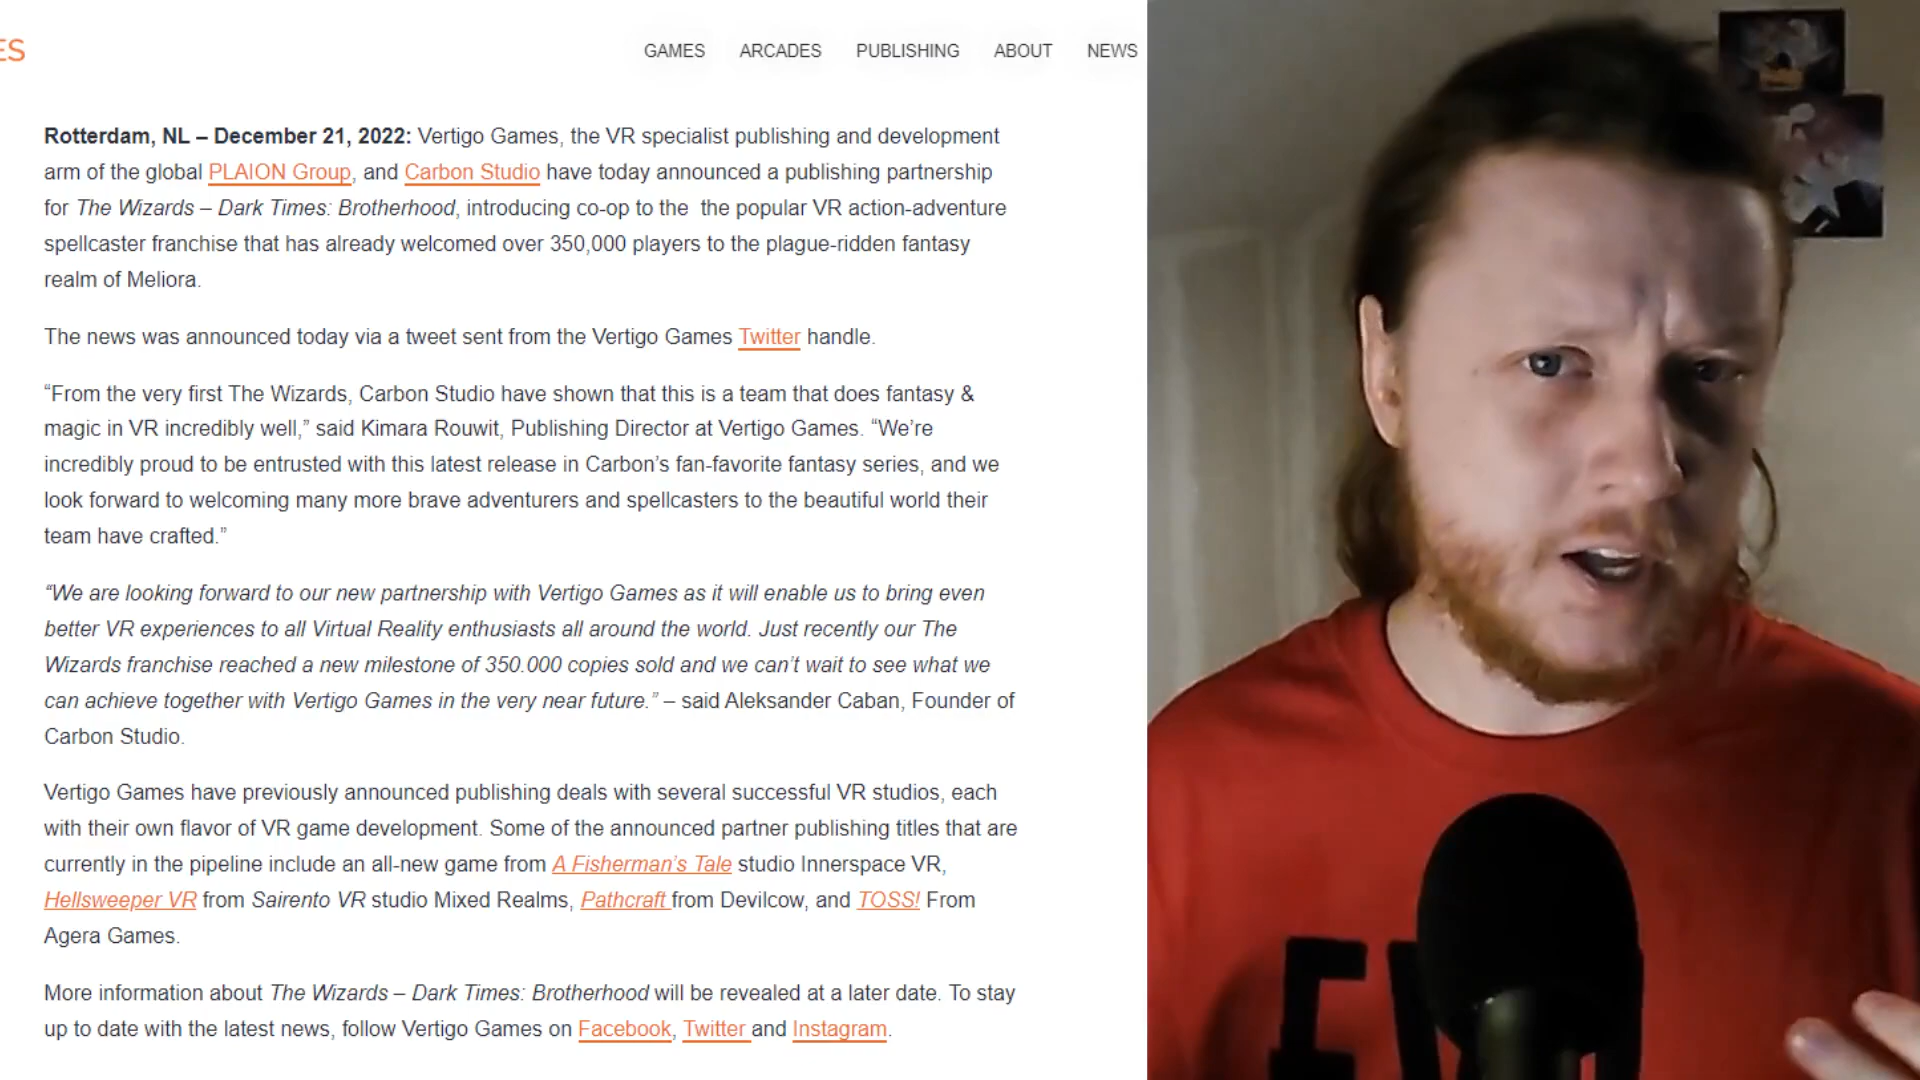 ES
GAMES ARCADES PUBLISHING ABOUT NEWS
Rotterdam, NL – December 21, 2022: Vertigo Games, the VR specialist publishing and development
arm of the global PLAION Group, and Carbon Studio have today announced a publishing partnership
for The Wizards – Dark Times: Brotherhood, introducing co-op to the  the popular VR action-adventure
spellcaster franchise that has already welcomed over 350,000 players to the plague-ridden fantasy
realm of Meliora.
The news was announced today via a tweet sent from the Vertigo Games Twitter handle.
“From the very first The Wizards, Carbon Studio have shown that this is a team that does fantasy &
magic in VR incredibly well,” said Kimara Rouwit, Publishing Director at Vertigo Games. “We’re
incredibly proud to be entrusted with this latest release in Carbon’s fan-favorite fantasy series, and we
look forward to welcoming many more brave adventurers and spellcasters to the beautiful world their
team have crafted.”
“We are looking forward to our new partnership with Vertigo Games as it will enable us to bring even
better VR experiences to all Virtual Reality enthusiasts all around the world. Just recently our The
Wizards franchise reached a new milestone of 350.000 copies sold and we can’t wait to see what we
can achieve together with Vertigo Games in the very near future.” – said Aleksander Caban, Founder of
Carbon Studio.
Vertigo Games have previously announced publishing deals with several successful VR studios, each
with their own flavor of VR game development. Some of the announced partner publishing titles that are
currently in the pipeline include an all-new game from A Fisherman’s Tale studio Innerspace VR,
Hellsweeper VR from Sairento VR studio Mixed Realms, Pathcraft from Devilcow, and TOSS! From
Agera Games.
More information about The Wizards – Dark Times: Brotherhood will be revealed at a later date. To stay
up to date with the latest news, follow Vertigo Games on Facebook, Twitter and Instagram.